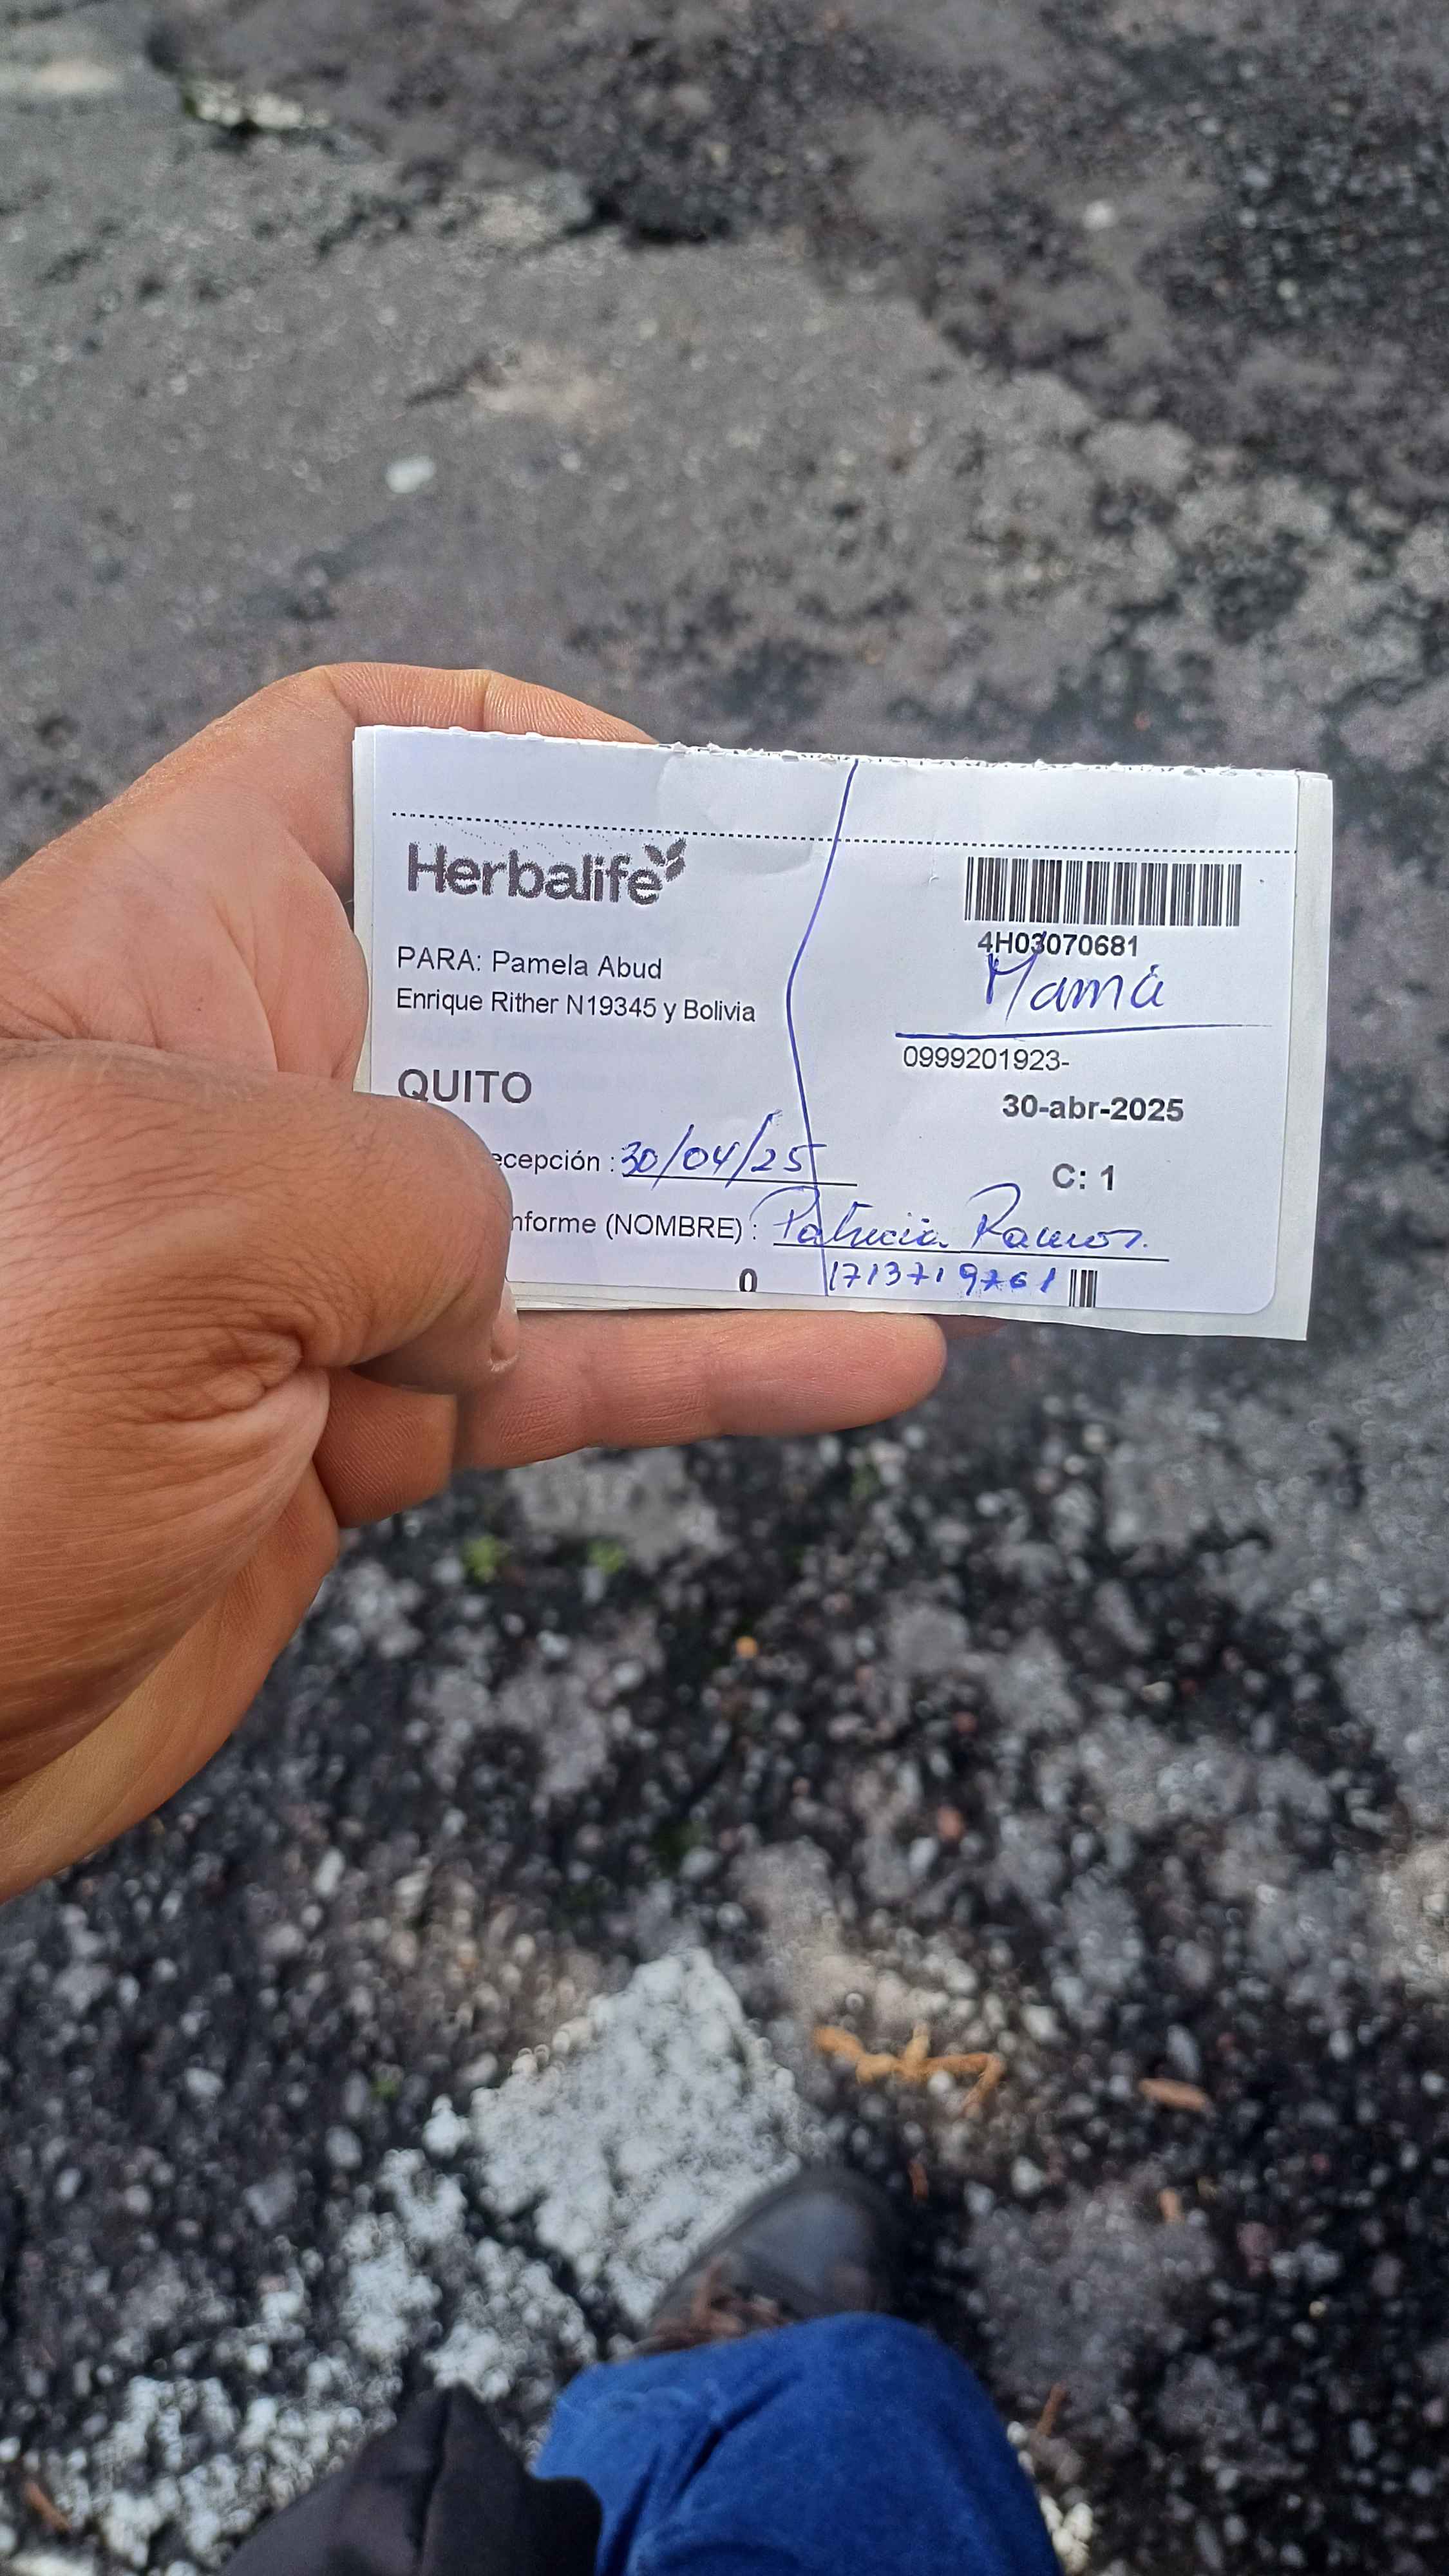 Herbalife
4H03070681
PARA: Pamela Abud
Mamá
Enrique Rither N19345 y Bolivia
0999201923-
QUITO
30-abr-2025
ecepción : 30/04/25
C: 1
nforme (NOMBRE) : Patricia Ramos.
0 1713719761